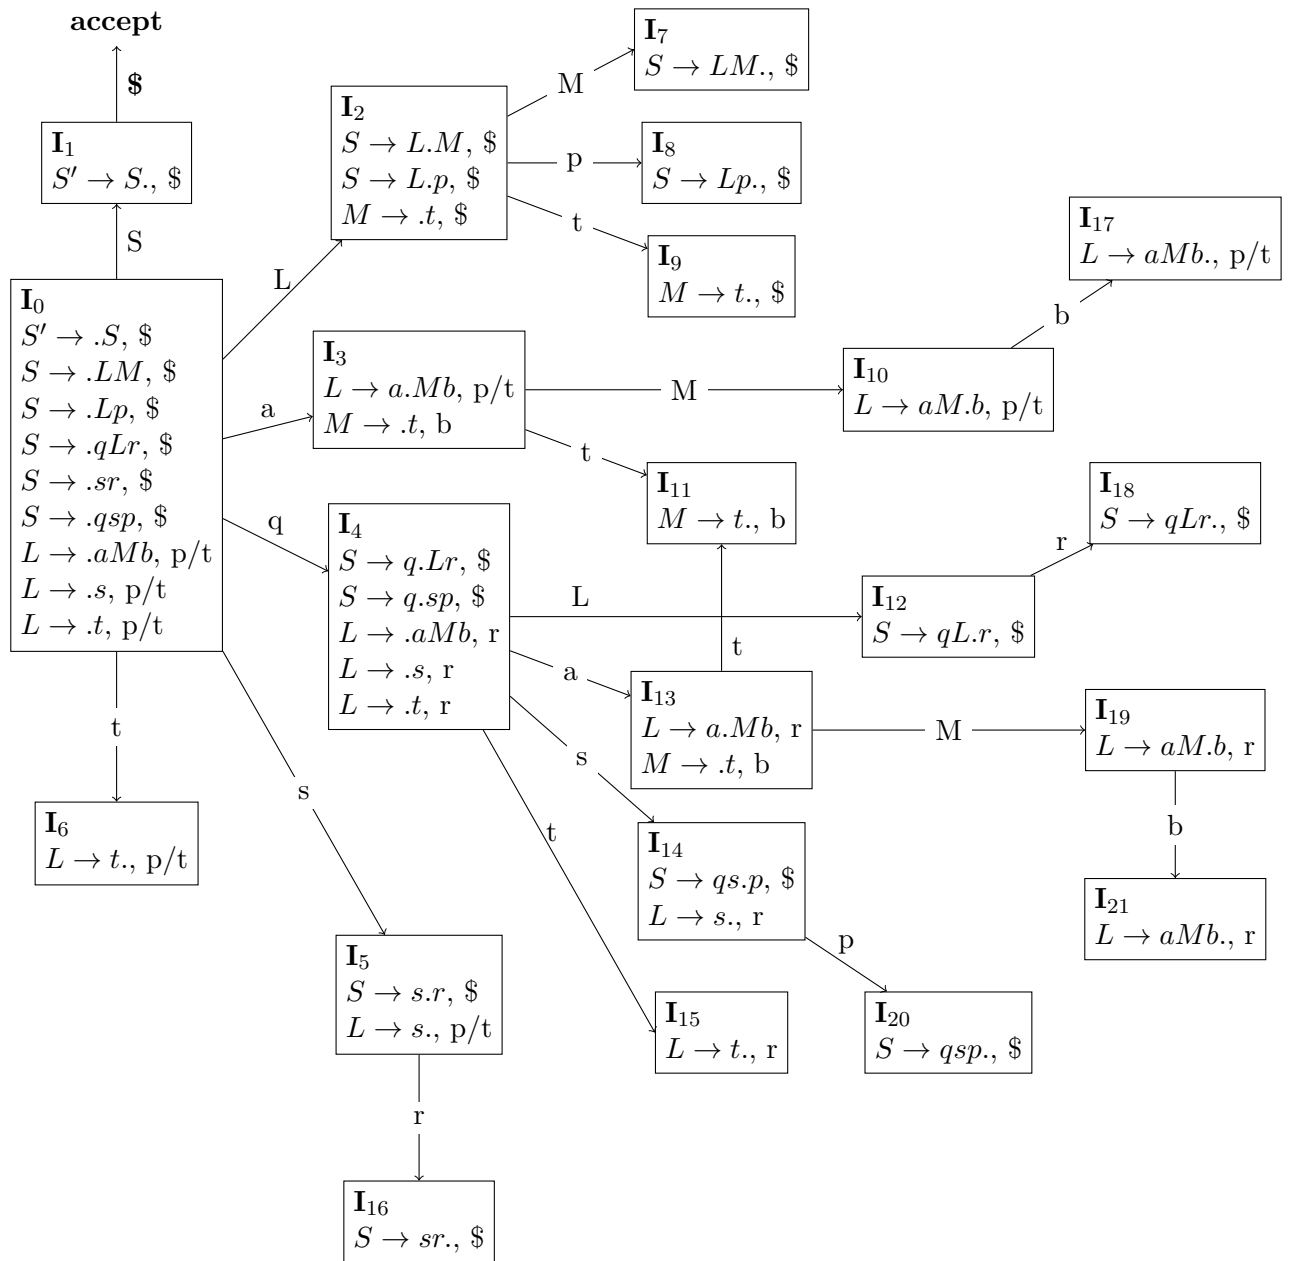 accept
$
I₁
S′ → S., $
S
I₀
S′ → .S, $
S → .LM, $
S → .Lp, $
S → .qLr, $
S → .sr, $
S → .qsp, $
L → .aMb, p/t
L → .s, p/t
L → .t, p/t
L
a
q
t
s
I₂
S → L.M, $
S → L.p, $
M → .t, $
M
p
t
I₇
S → LM., $
I₈
S → Lp., $
I₉
M → t., $
I₃
L → a.Mb, p/t
M → .t, b
M
t
I₁₀
L → aM.b, p/t
b
I₁₇
L → aMb., p/t
I₁₁
M → t., b
I₄
S → q.Lr, $
S → q.sp, $
L → .aMb, r
L → .s, r
L → .t, r
L
a
s
t
I₁₂
S → qL.r, $
r
I₁₈
S → qLr., $
t
I₁₃
L → a.Mb, r
M → .t, b
M
I₁₉
L → aM.b, r
b
I₂₁
L → aMb., r
I₁₄
S → qs.p, $
L → s., r
p
I₂₀
S → qsp., $
I₁₅
L → t., r
I₆
L → t., p/t
I₅
S → s.r, $
L → s., p/t
r
I₁₆
S → sr., $